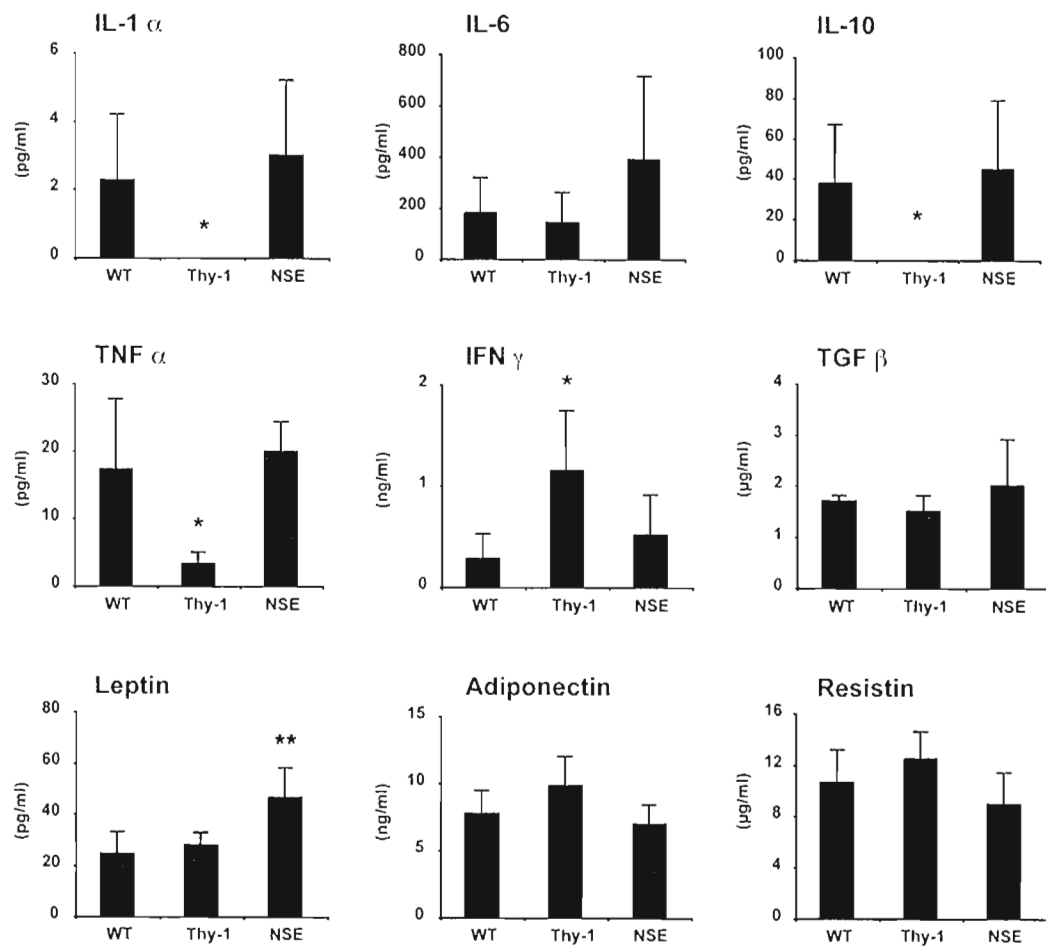 IL-1 α
6
4
2
0
(pg/ml)
*
WT Thy-1 NSE
IL-6
800
600
400
200
0
(pg/ml)
WT Thy-1 NSE
IL-10
100
80
60
40
20
0
(pg/ml)
*
WT Thy-1 NSE
TNF α
30
20
10
0
(pg/ml)
*
WT Thy-1 NSE
IFN γ
2
1
0
(ng/ml)
*
WT Thy-1 NSE
TGF β
4
3
2
1
0
(µg/ml)
WT Thy-1 NSE
Leptin
80
60
40
20
0
(pg/ml)
**
WT Thy-1 NSE
Adiponectin
15
10
5
0
(ng/ml)
WT Thy-1 NSE
Resistin
16
12
8
4
0
(µg/ml)
WT Thy-1 NSE